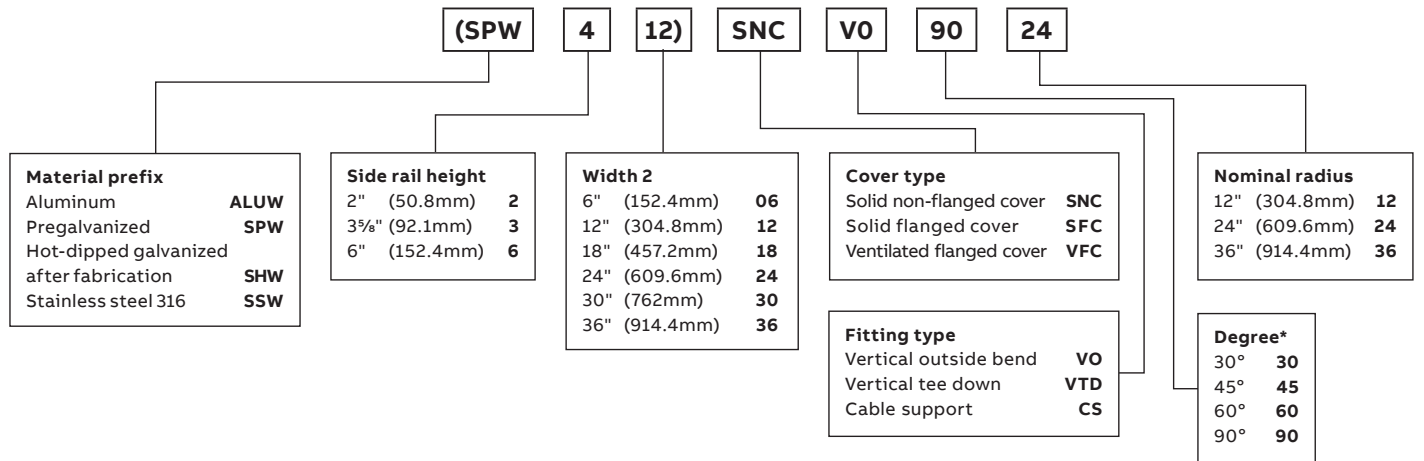 (SPW 4 12) SNC V0 90 24
Material prefix
Aluminum ALUW
Pregalvanized SPW
Hot-dipped galvanized
after fabrication SHW
Stainless steel 316 SSW
Side rail height
2" (50.8mm) 2
3⅝" (92.1mm) 3
6" (152.4mm) 6
Width 2
6" (152.4mm) 06
12" (304.8mm) 12
18" (457.2mm) 18
24" (609.6mm) 24
30" (762mm) 30
36" (914.4mm) 36
Cover type
Solid non-flanged cover SNC
Solid flanged cover SFC
Ventilated flanged cover VFC
Fitting type
Vertical outside bend VO
Vertical tee down VTD
Cable support CS
Nominal radius
12" (304.8mm) 12
24" (609.6mm) 24
36" (914.4mm) 36
Degree*
30° 30
45° 45
60° 60
90° 90